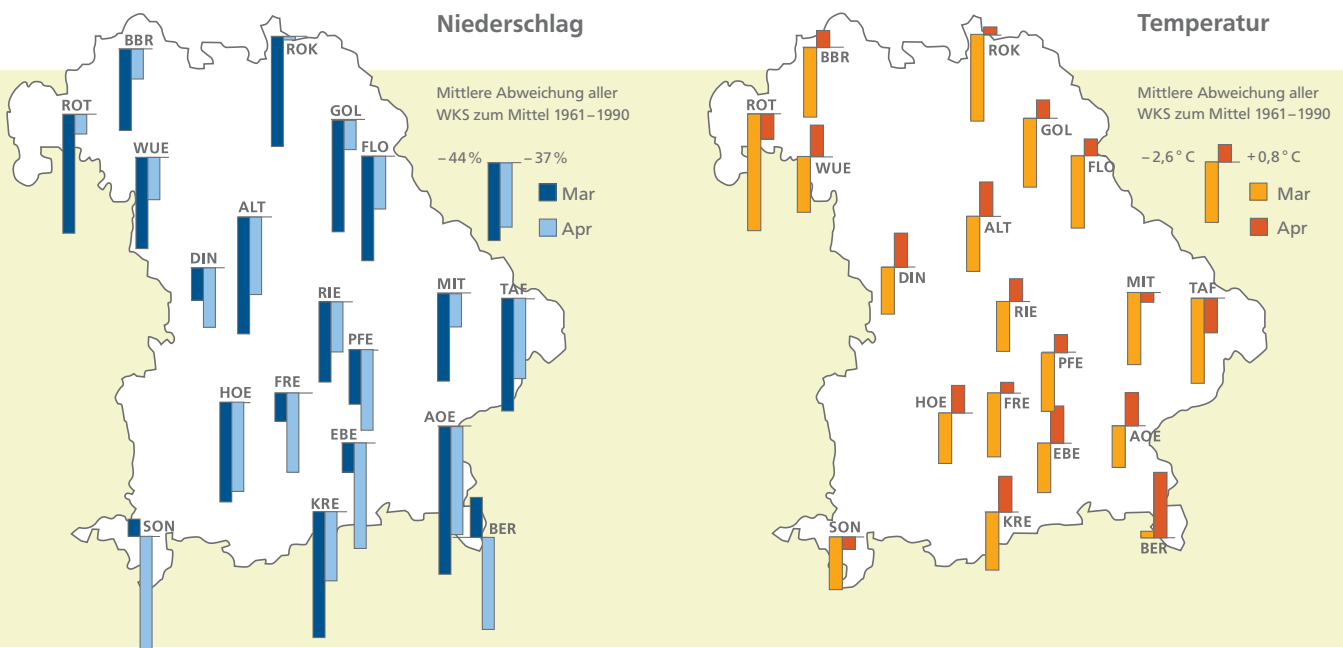 Niederschlag
Mittlere Abweichung aller
WKS zum Mittel 1961–1990
– 44 %
– 37 %
Mar
Apr
BBR
ROK
ROT
GOL
WUE
FLO
ALT
DIN
RIE
MIT
TAF
PFE
FRE
HOE
AOE
EBE
KRE
SON
BER
Temperatur
Mittlere Abweichung aller
WKS zum Mittel 1961–1990
– 2,6 ° C
+ 0,8 ° C
Mar
Apr
BBR
ROK
ROT
GOL
WUE
FLO
ALT
DIN
RIE
MIT
TAF
PFE
HOE
FRE
AOE
EBE
KRE
SON
BER